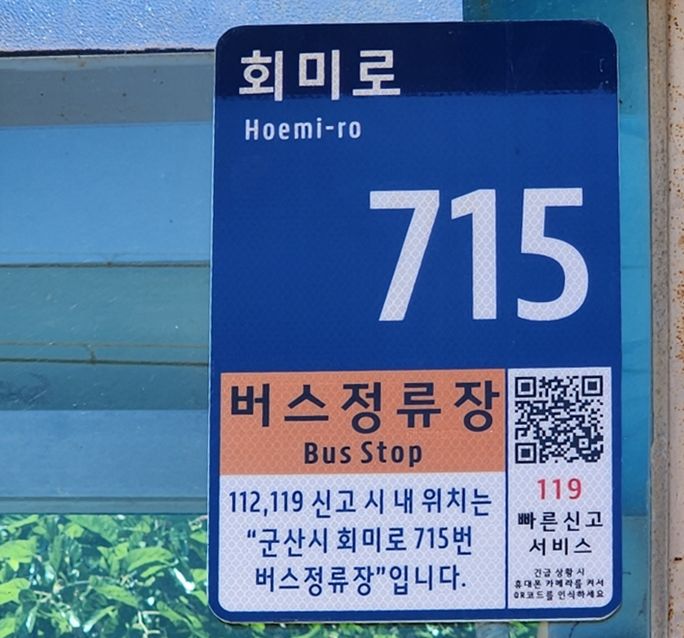 회미로
Hoemi-ro
715
버스정류장
Bus Stop
112,119 신고 시 내 위치는
“군산시 회미로 715번
버스정류장”입니다.
119
빠른신고
서비스
긴급 상황 시
휴대폰 카메라를 켜서
QR코드를 인식하세요